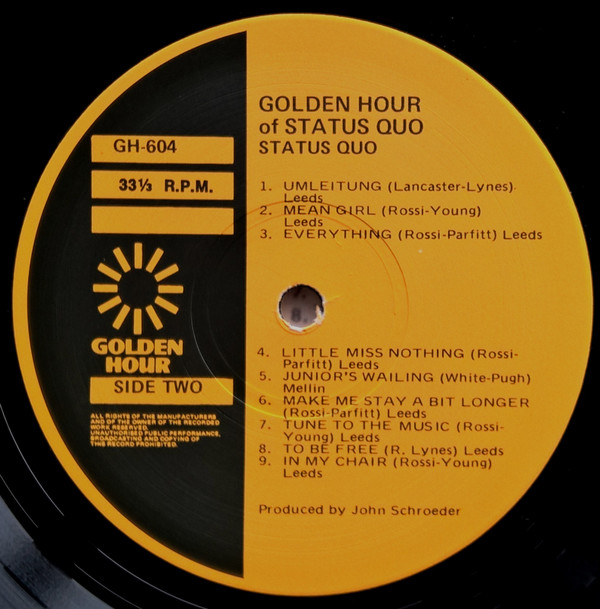 GOLDEN HOUR
of STATUS QUO
STATUS QUO
GH-604
33⅓ R.P.M.
1. UMLEITUNG (Lancaster-Lynes)
Leeds
2. MEAN GIRL (Rossi-Young)
Leeds
3. EVERYTHING (Rossi-Parfitt) Leeds
GOLDEN
HOUR
SIDE TWO
ALL RIGHTS OF THE MANUFACTURERS
AND OF THE OWNER OF THE RECORDED
WORK RESERVED.
UNAUTHORISED PUBLIC PERFORMANCE,
BROADCASTING AND COPYING OF
THIS RECORD PROHIBITED.
4. LITTLE MISS NOTHING (Rossi-
Parfitt) Leeds
5. JUNIOR'S WAILING (White-Pugh)
Mellin
6. MAKE ME STAY A BIT LONGER
(Rossi-Parfitt) Leeds
7. TUNE TO THE MUSIC (Rossi-
Young) Leeds
8. TO BE FREE (R. Lynes) Leeds
9. IN MY CHAIR (Rossi-Young)
Leeds
Produced by John Schroeder